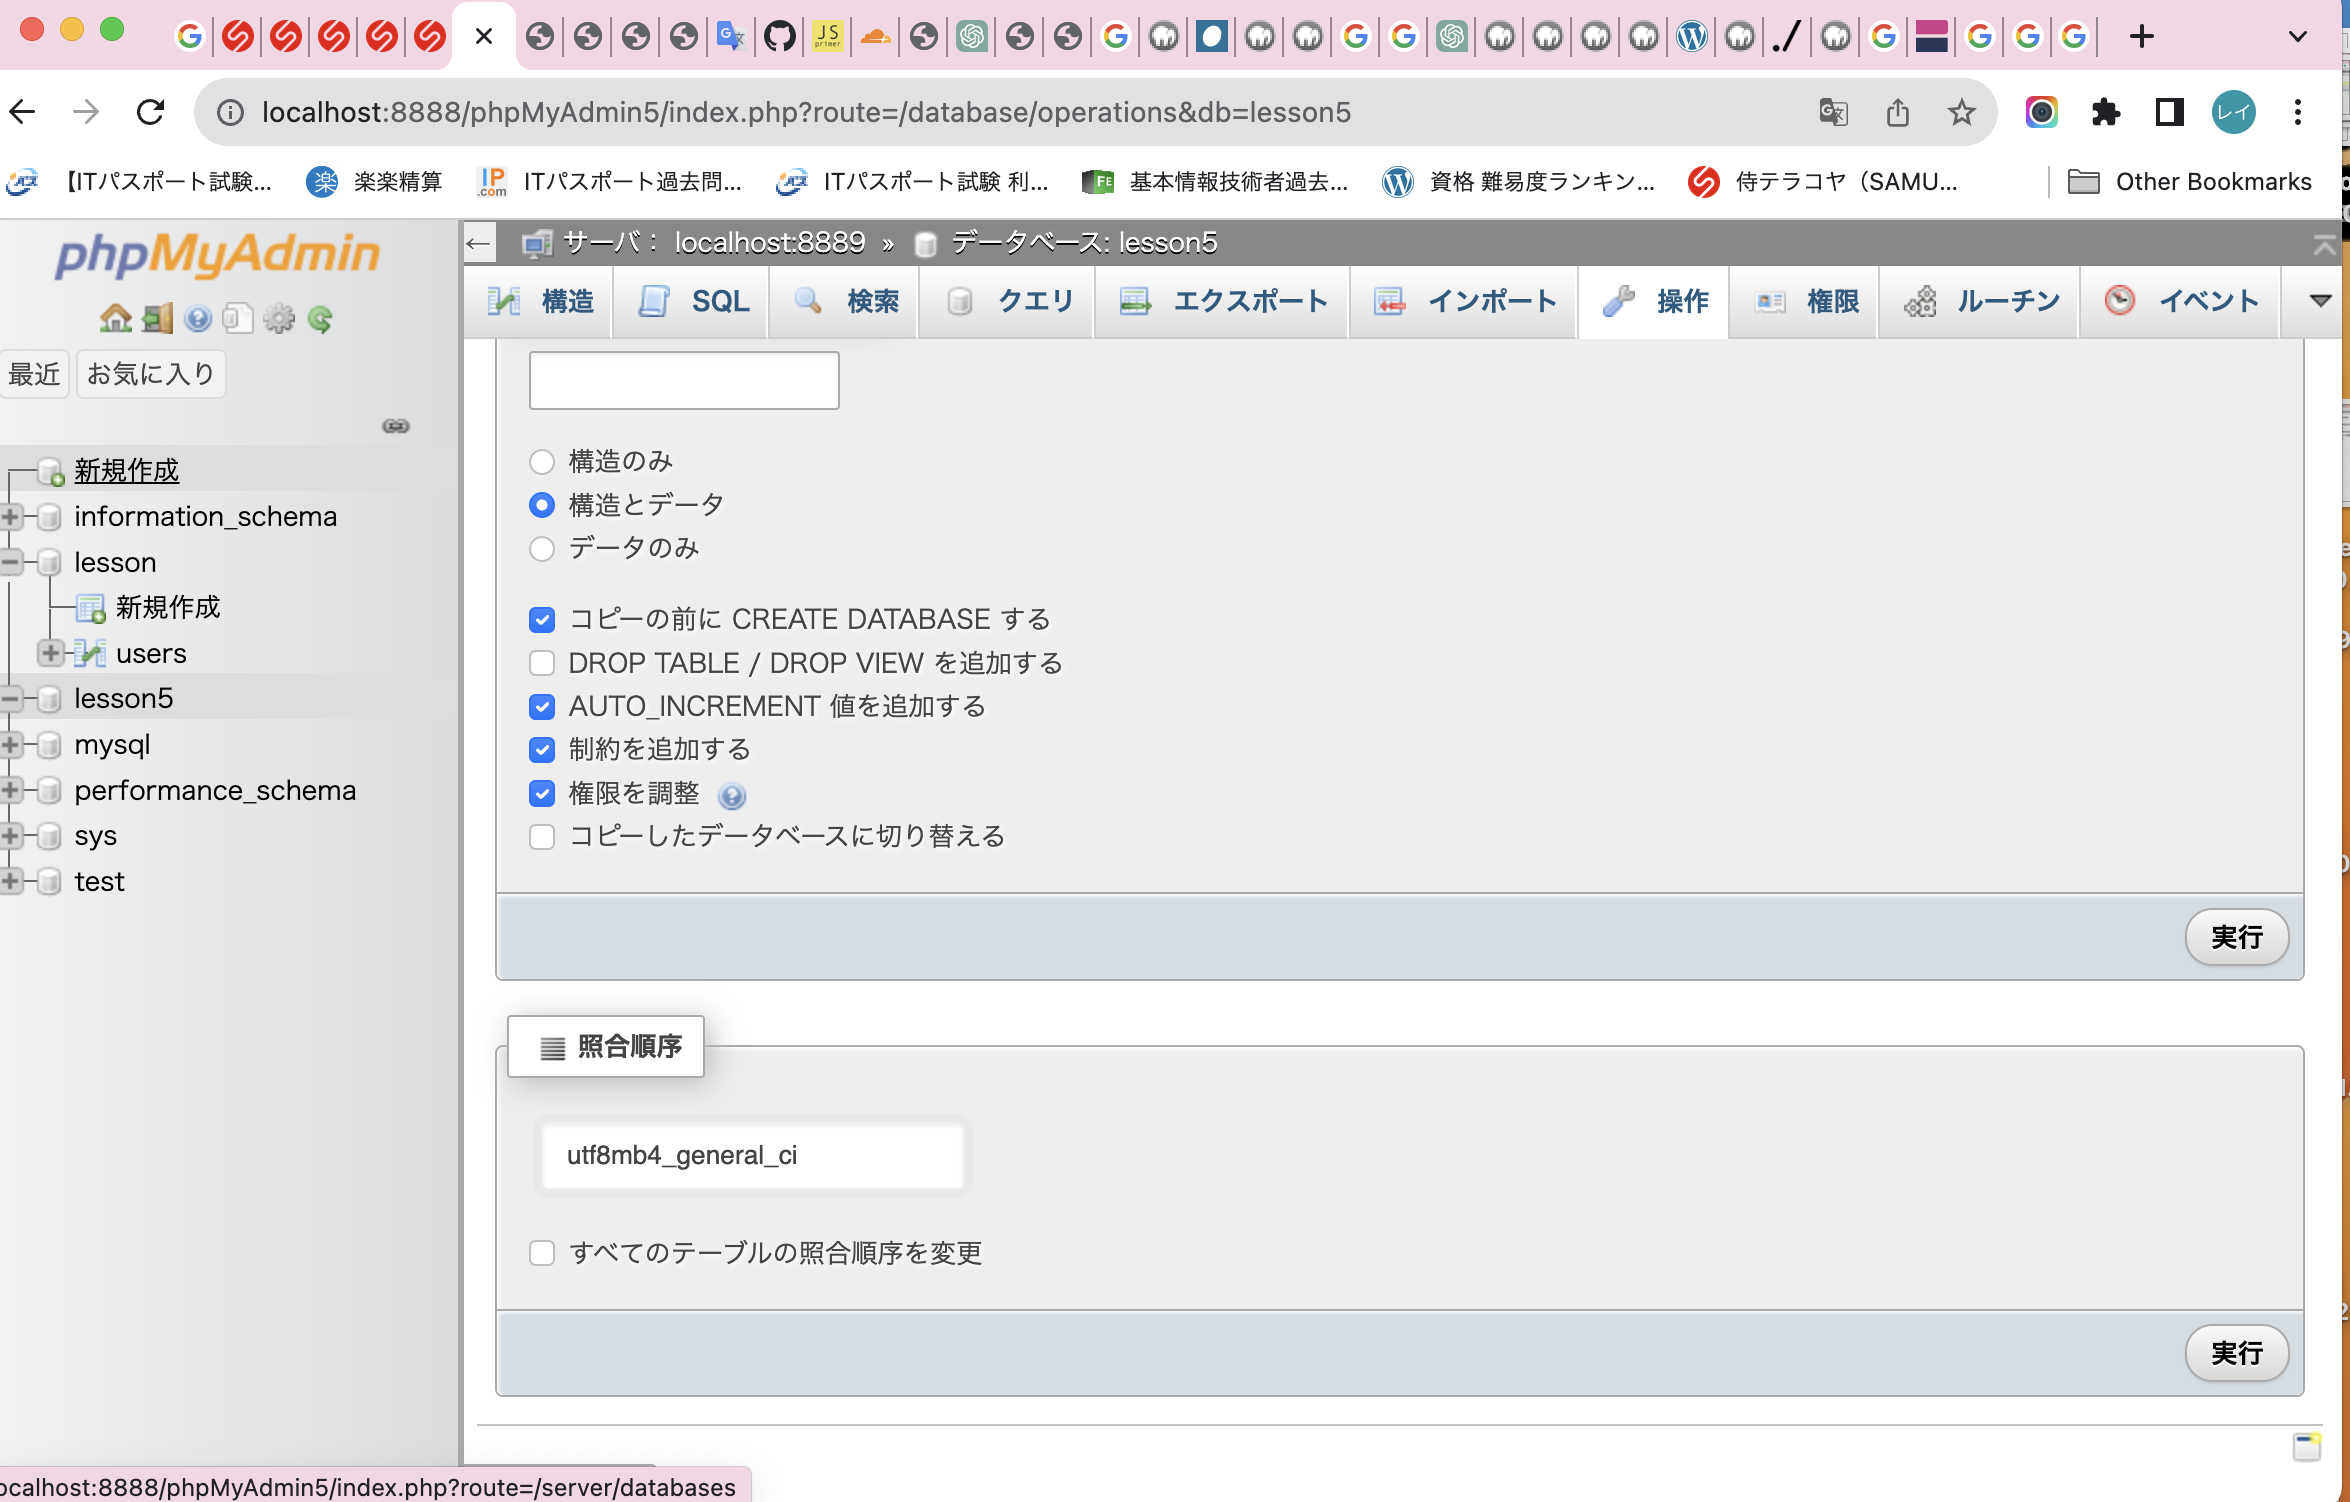 JS
primer
localhost:8888/phpMyAdmin5/index.php?route=/database/operations&db=lesson5
レイ
【ITパスポート試験...
楽 楽楽精算
IP.com ITパスポート過去問...
ITパスポート試験 利...
FE 基本情報技術者過去...
資格 難易度ランキン...
侍テラコヤ（SAMU...
Other Bookmarks
phpMyAdmin
サーバ： localhost:8889 » データベース: lesson5
構造 SQL 検索 クエリ エクスポート インポート 操作 権限 ルーチン イベント
最近 お気に入り
新規作成
information_schema
lesson
新規作成
users
lesson5
mysql
performance_schema
sys
test
構造のみ
構造とデータ
データのみ
コピーの前に CREATE DATABASE する
DROP TABLE / DROP VIEW を追加する
AUTO_INCREMENT 値を追加する
制約を追加する
権限を調整
コピーしたデータベースに切り替える
実行
照合順序
utf8mb4_general_ci
すべてのテーブルの照合順序を変更
実行
ocalhost:8888/phpMyAdmin5/index.php?route=/server/databases